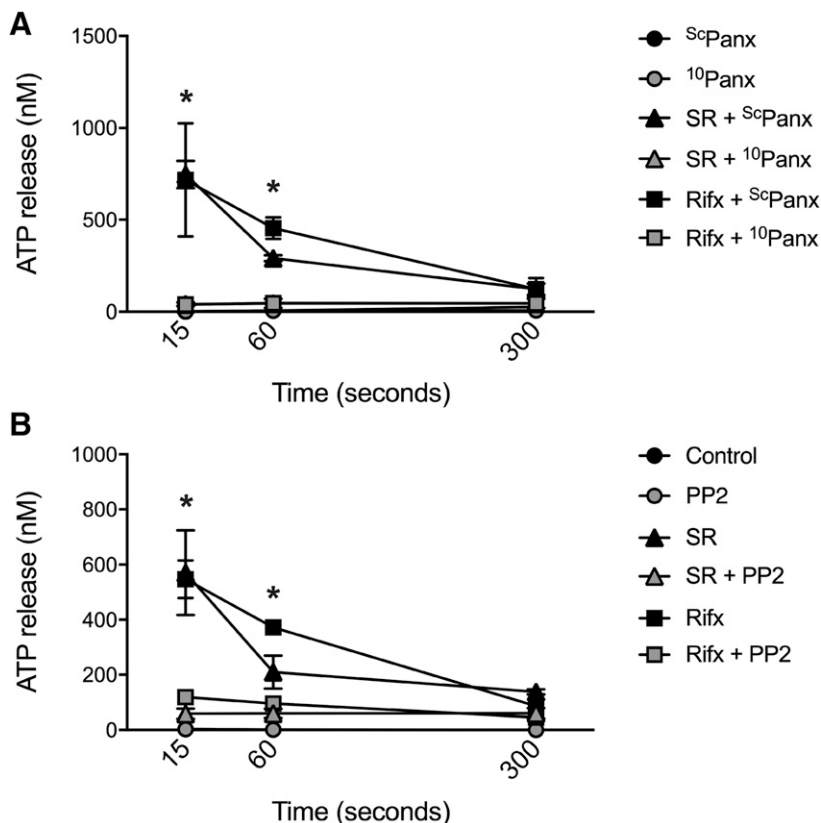 A
1500
1000
500
0
ATP release (nM)
*
*
15
60
300
Time (seconds)
ScPanx
10Panx
SR + ScPanx
SR + 10Panx
Rifx + ScPanx
Rifx + 10Panx
B
1000
800
600
400
200
0
ATP release (nM)
*
*
15
60
300
Time (seconds)
Control
PP2
SR
SR + PP2
Rifx
Rifx + PP2